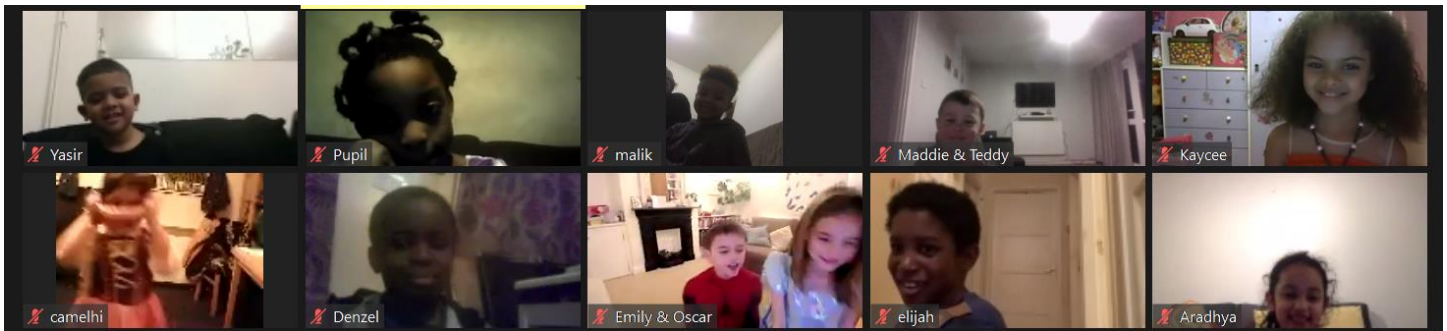 Yasir
Pupil
malik
Maddie & Teddy
Kaycee
camelhi
Denzel
Emily & Oscar
elijah
Aradhya